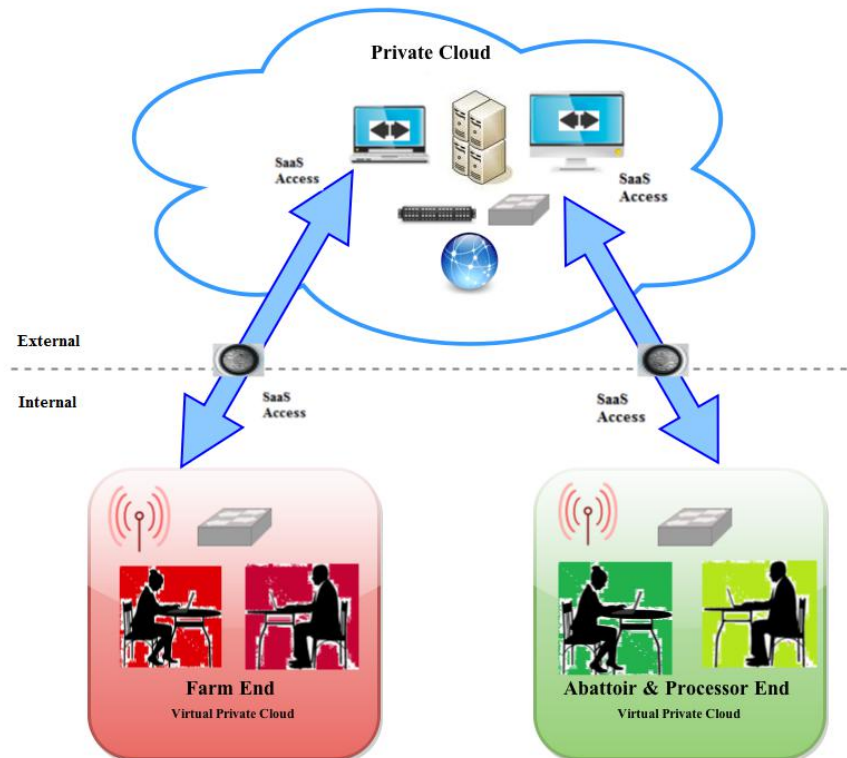 Private Cloud
SaaS
Access
SaaS
Access
External
Internal
SaaS
Access
SaaS
Access
Farm End
Virtual Private Cloud
Abattoir & Processor End
Virtual Private Cloud